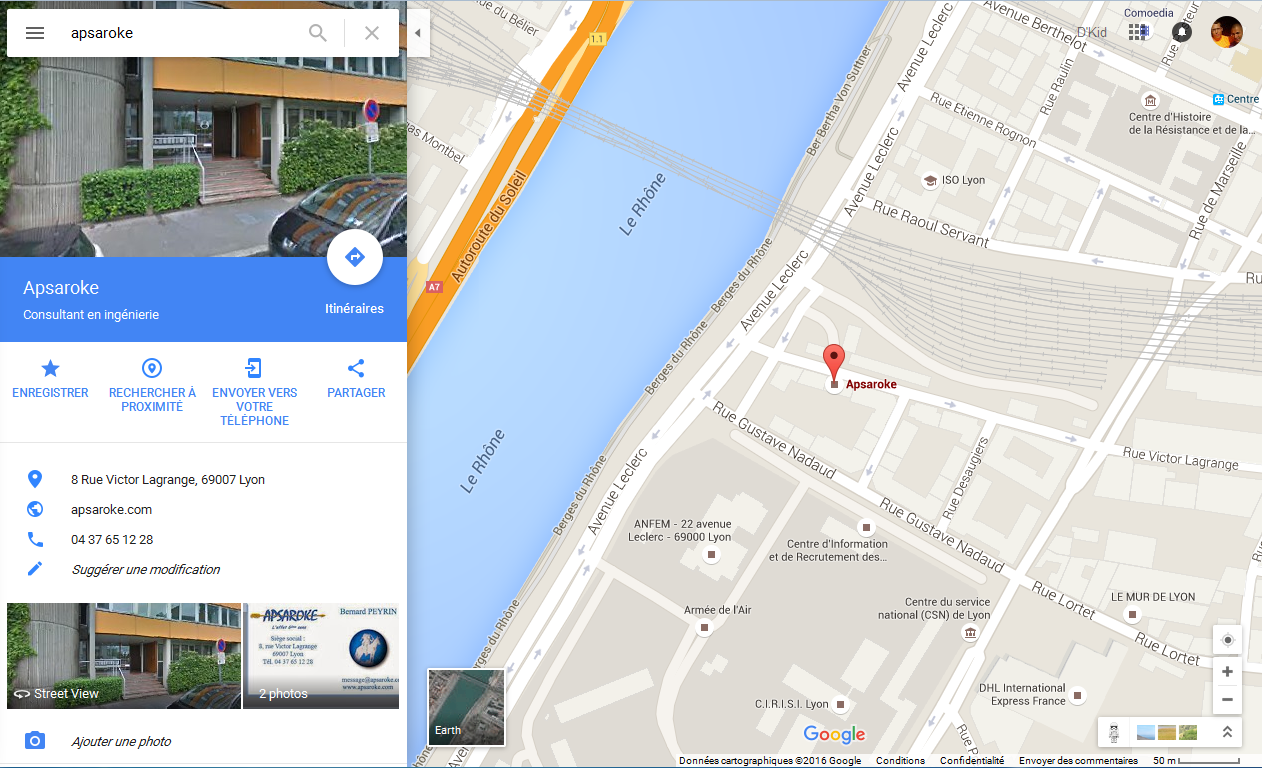 apsaroke
Apsaroke
Consultant en ingénierie
Itinéraires
ENREGISTRER
RECHERCHER À
PROXIMITÉ
ENVOYER VERS
VOTRE
TÉLÉPHONE
PARTAGER
8 Rue Victor Lagrange, 69007 Lyon
apsaroke.com
04 37 65 12 28
Suggérer une modification
Street View
APSAROKE
Bernard PEYRIN
L'effet 6ème sens
Siège social :
8, rue Victor Lagrange
69007 Lyon
Tél. 04 37 65 12 28
message@apsaroke.c
www.apsaroke.com
2 photos
Ajouter une photo
Rue du Bélier
1.1
as Montbel
Autoroute du Soleil
A7
Le Rhône
Le Rhône
Ber Bertha Von Suttner
Avenue Leclerc
Avenue Leclerc
Avenue Leclerc
Avenue Leclerc
Berges du Rhône
Berges du Rhône
Berges du Rhône
erges du Rhône
Avenue Berthelot
Comoedia
D'Kid
Rue
Centre
Centre d'Histoire
de la Résistance et de la...
Rue Raulin
Rue Etienne Rognon
ISO Lyon
Rue de Marseille
Rue Raoul Servant
Ru
Apsaroke
Rue Victor Lagrange
Rue Gustave Nadaud
Rue Desaugiers
Rue Gustave Nadaud
ANFEM - 22 avenue
Leclerc - 69000 Lyon
Centre d'Information
et de Recrutement des...
Armée de l'Air
Centre du service
national (CSN) de Lyon
LE MUR DE LYON
Rue Lortet
Rue Lortet
DHL International
Express France
C.I.R.I.S.I. Lyon
Rue P
Earth
Google
Données cartographiques ©2016 Google
Conditions
Confidentialité
Envoyer des commentaires
50 m